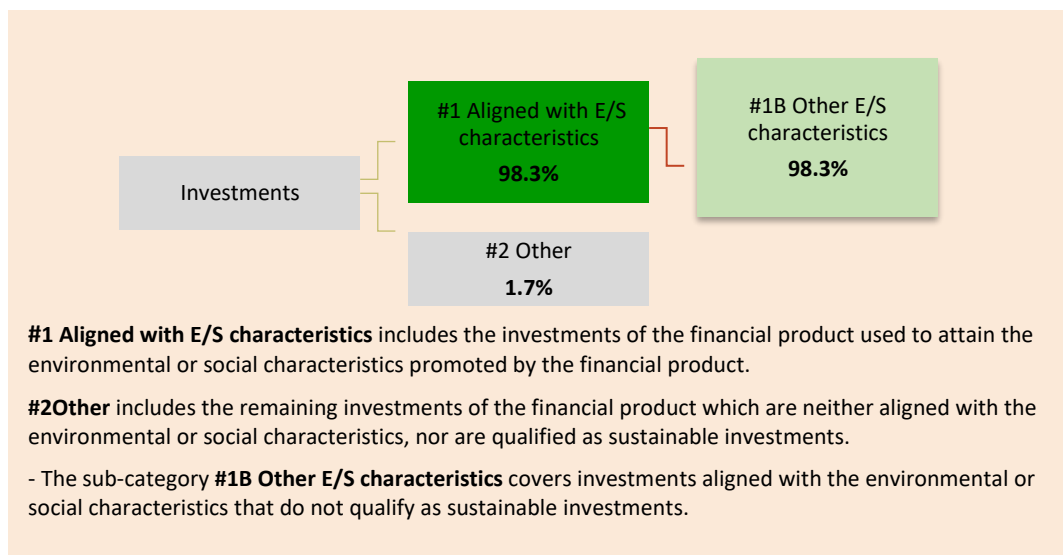 #1 Aligned with E/S
characteristics
98.3%
#1B Other E/S
characteristics
98.3%
Investments
#2 Other
1.7%
#1 Aligned with E/S characteristics includes the investments of the financial product used to attain the
environmental or social characteristics promoted by the financial product.
#2Other includes the remaining investments of the financial product which are neither aligned with the
environmental or social characteristics, nor are qualified as sustainable investments.
- The sub-category #1B Other E/S characteristics covers investments aligned with the environmental or
social characteristics that do not qualify as sustainable investments.